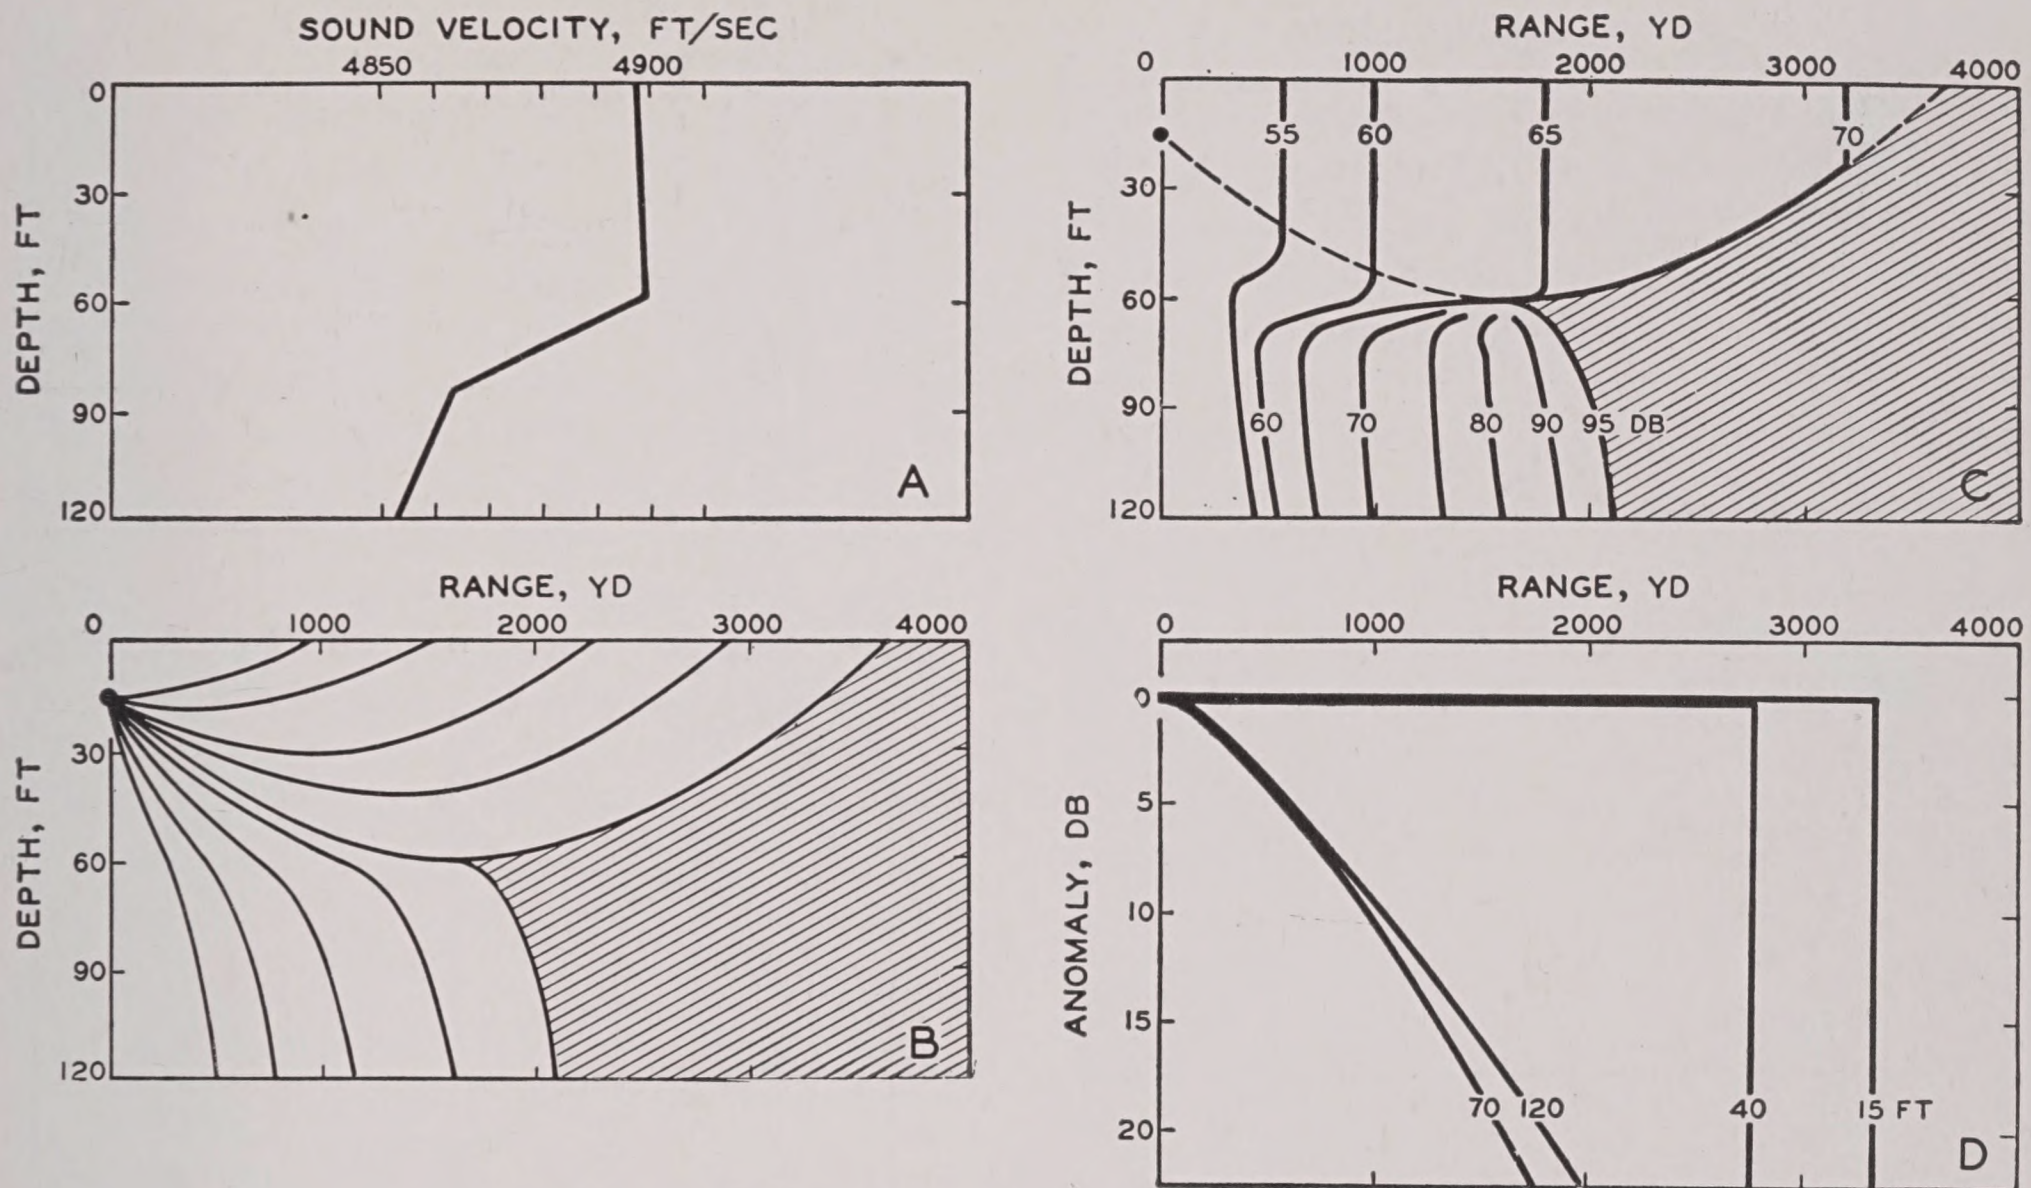 SOUND VELOCITY, FT/SEC
4850 4900
0
30
60
90
120
DEPTH, FT
A
RANGE, YD
0 1000 2000 3000 4000
30
60
90
120
DEPTH, FT
B
RANGE, YD
0 1000 2000 3000 4000
55 60 65 70
30
60
90
120
DEPTH, FT
60 70 80 90 95 DB
C
RANGE, YD
0 1000 2000 3000 4000
0
5
10
15
20
ANOMALY, DB
70 120 40 15 FT
D